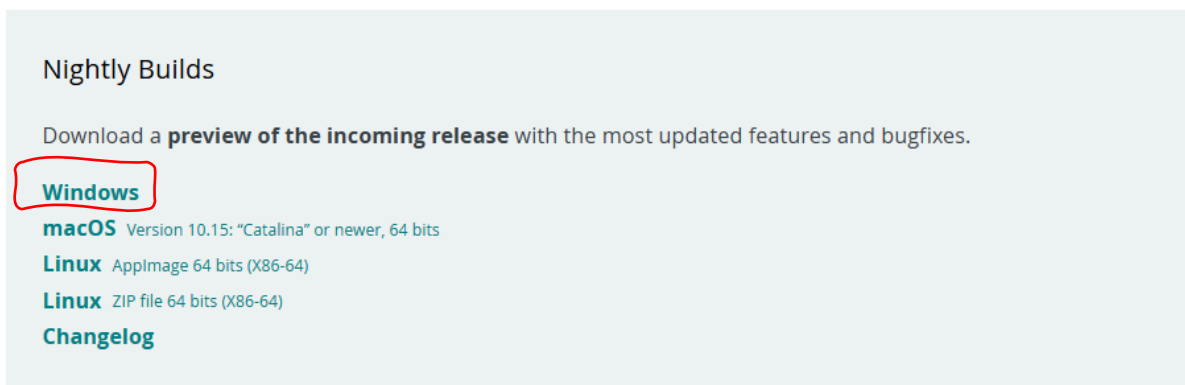 Nightly Builds
Download a preview of the incoming release with the most updated features and bugfixes.
Windows
macOS Version 10.15: “Catalina” or newer, 64 bits
Linux AppImage 64 bits (X86-64)
Linux ZIP file 64 bits (X86-64)
Changelog